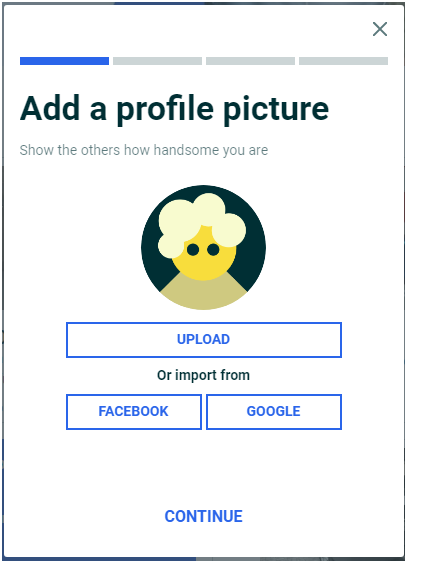 Add a profile picture
Show the others how handsome you are
UPLOAD
Or import from
FACEBOOK
GOOGLE
CONTINUE